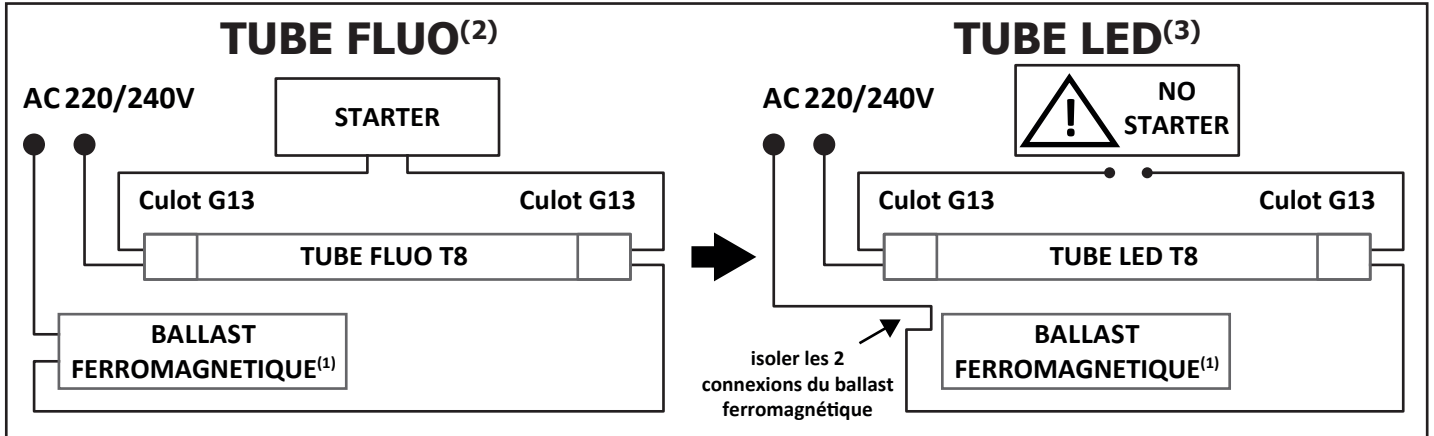 TUBE FLUO(2)
AC 220/240V
STARTER
Culot G13
Culot G13
TUBE FLUO T8
BALLAST
FERROMAGNETIQUE(1)
TUBE LED(3)
AC 220/240V
! NO
STARTER
Culot G13
Culot G13
TUBE LED T8
isoler les 2
connexions du ballast
ferromagnétique
BALLAST
FERROMAGNETIQUE(1)